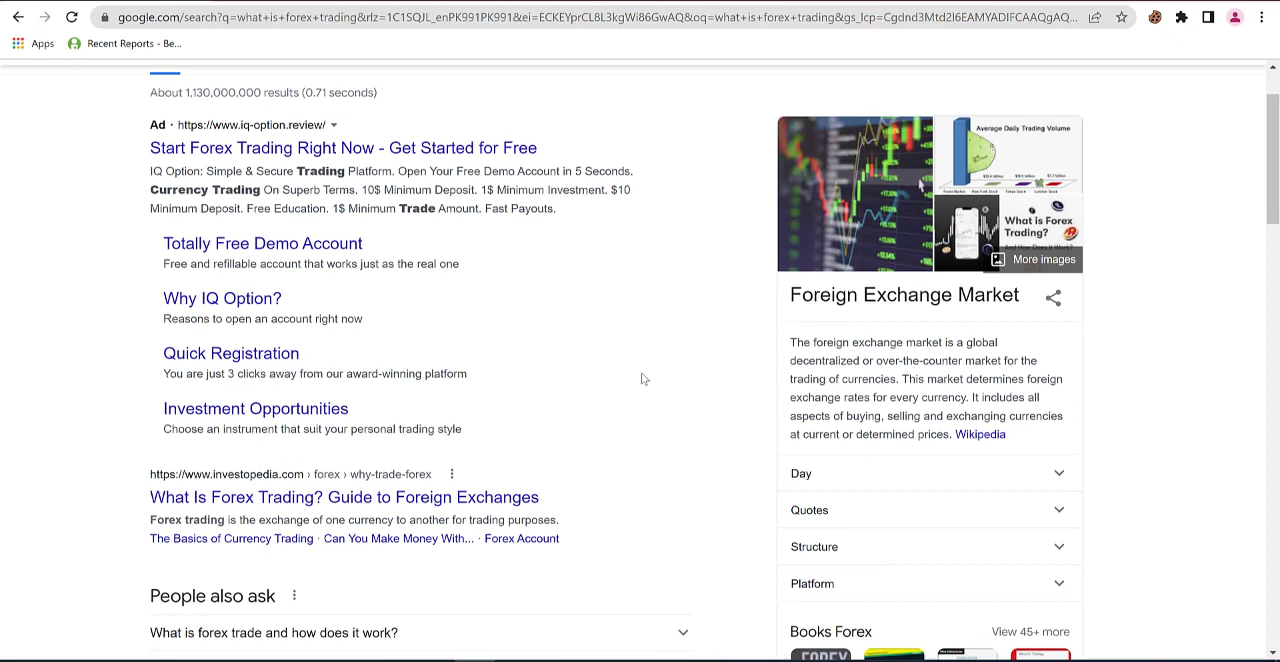 google.com/search?q=what+is+forex+trading&rlz=1C1SQJL_enPK991PK991&ei=ECKEYprCL8L3kgWi86GwAQ&oq=what+is+forex+trading&gs_lcp=Cgdnd3Mtd2l6EAMYADIFCAAQgAQ...
Apps
Recent Reports - Be...
About 1,130,000,000 results (0.71 seconds)
Ad · https://www.iq-option.review/
Start Forex Trading Right Now - Get Started for Free
IQ Option: Simple & Secure Trading Platform. Open Your Free Demo Account in 5 Seconds.
Currency Trading On Superb Terms. 10$ Minimum Deposit. 1$ Minimum Investment. $10
Minimum Deposit. Free Education. 1$ Minimum Trade Amount. Fast Payouts.
Totally Free Demo Account
Free and refillable account that works just as the real one
Why IQ Option?
Reasons to open an account right now
Quick Registration
You are just 3 clicks away from our award-winning platform
Investment Opportunities
Choose an instrument that suit your personal trading style
https://www.investopedia.com › forex › why-trade-forex
What Is Forex Trading? Guide to Foreign Exchanges
Forex trading is the exchange of one currency to another for trading purposes.
The Basics of Currency Trading · Can You Make Money With... · Forex Account
People also ask
What is forex trade and how does it work?
Average Daily Trading Volume
What is Forex
Trading?
More images
Foreign Exchange Market
The foreign exchange market is a global
decentralized or over-the-counter market for the
trading of currencies. This market determines foreign
exchange rates for every currency. It includes all
aspects of buying, selling and exchanging currencies
at current or determined prices. Wikipedia
Day
Quotes
Structure
Platform
Books Forex
View 45+ more
FOREX